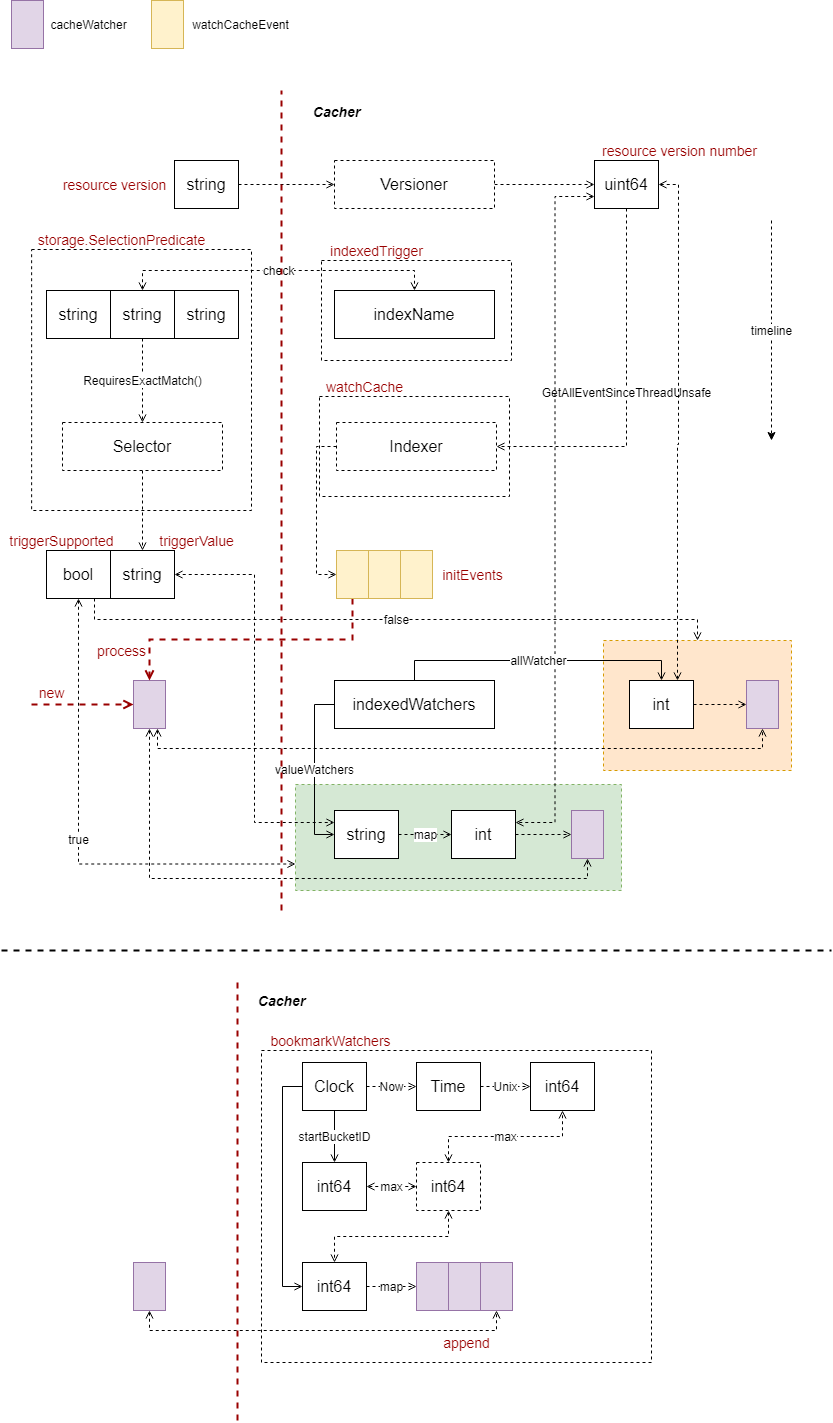 cacheWatcher
watchCacheEvent
Cacher
resource version number
resource version
string
Versioner
uint64
storage.SelectionPredicate
indexedTrigger
check
string
string
string
indexName
timeline
RequiresExactMatch()
watchCache
GetAllEventSinceThreadUnsafe
Selector
Indexer
triggerSupported
triggerValue
bool
string
initEvents
false
process
allWatcher
new
indexedWatchers
int
valueWatchers
string
map
int
true
Cacher
bookmarkWatchers
Clock
Now
Time
Unix
int64
startBucketID
max
int64
max
int64
int64
map
append